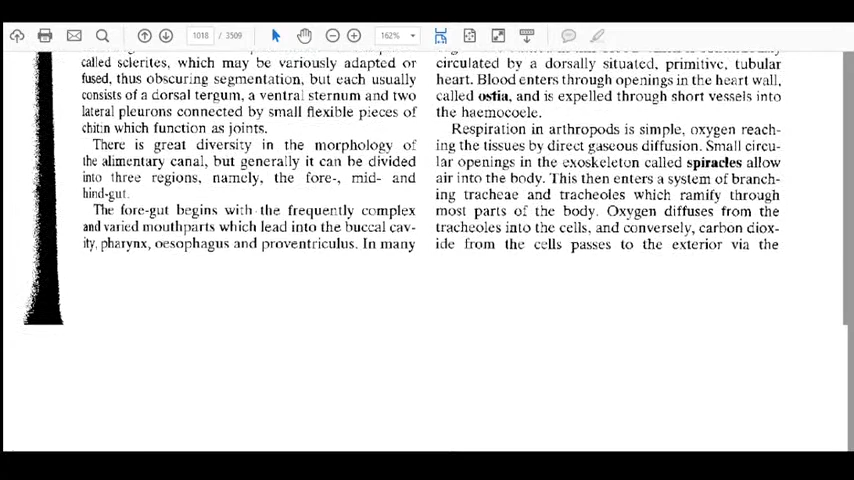 1018 / 3509
162%
called sclerites, which may be variously adapted or
fused, thus obscuring segmentation, but each usually
consists of a dorsal tergum, a ventral sternum and two
lateral pleurons connected by small flexible pieces of
chitin which function as joints.
There is great diversity in the morphology of
the alimentary canal, but generally it can be divided
into three regions, namely, the fore-, mid- and
hind-gut.
The fore-gut begins with the frequently complex
and varied mouthparts which lead into the buccal cav-
ity, pharynx, oesophagus and proventriculus. In many
circulated by a dorsally situated, primitive, tubular
heart. Blood enters through openings in the heart wall,
called ostia, and is expelled through short vessels into
the haemocoele.
Respiration in arthropods is simple, oxygen reach-
ing the tissues by direct gaseous diffusion. Small circu-
lar openings in the exoskeleton called spiracles allow
air into the body. This then enters a system of branch-
ing tracheae and tracheoles which ramify through
most parts of the body. Oxygen diffuses from the
tracheoles into the cells, and conversely, carbon diox-
ide from the cells passes to the exterior via the